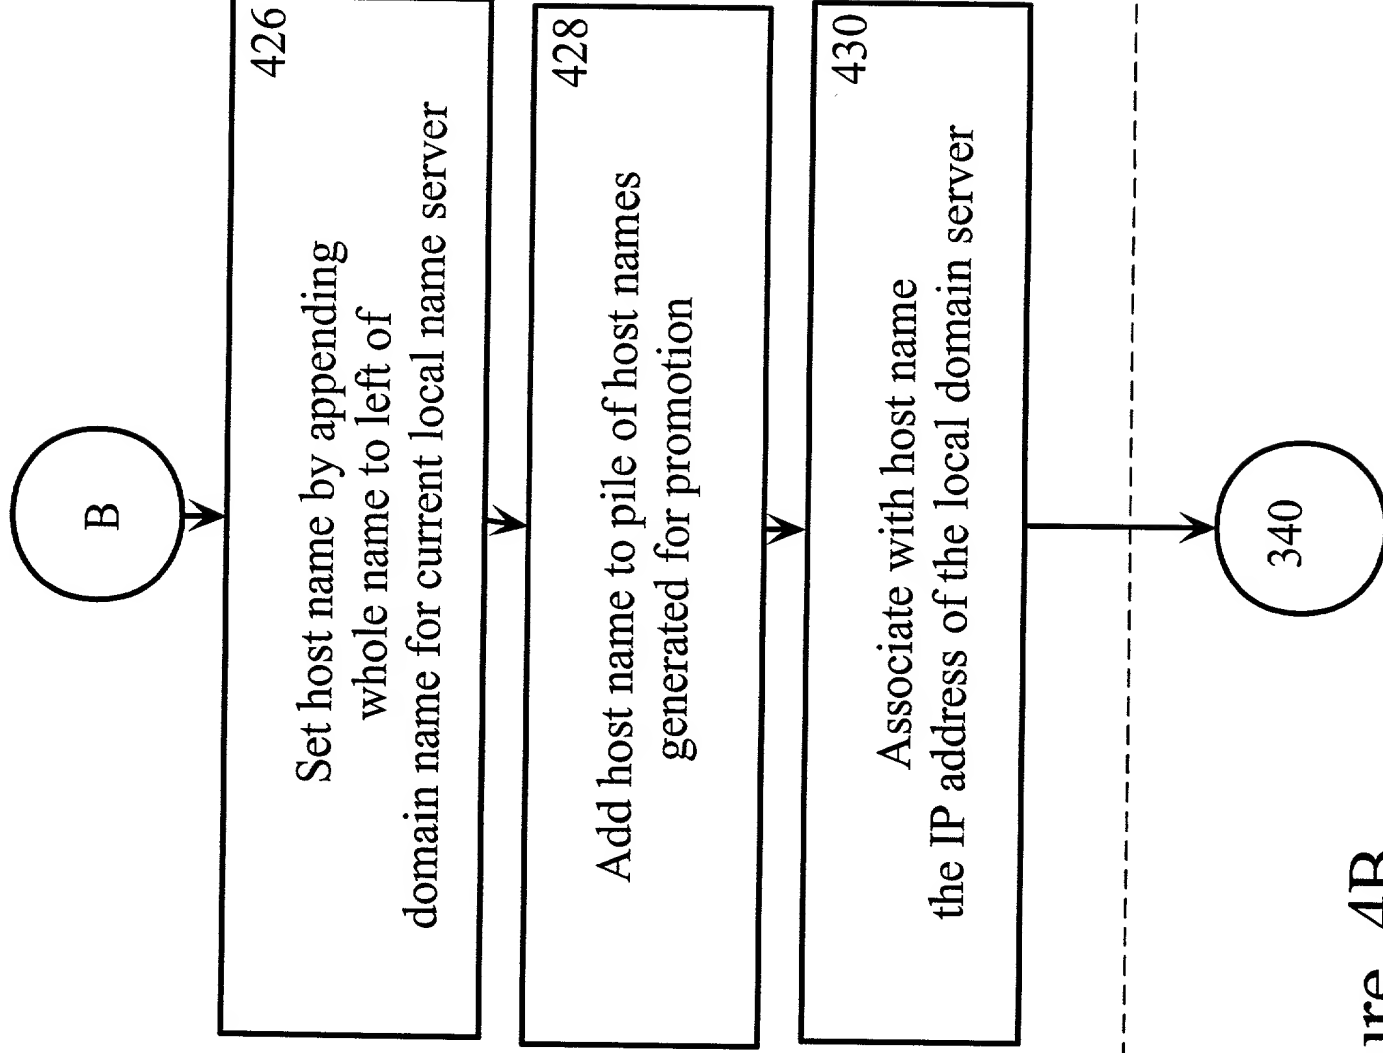 B
426
Set host name by appending
whole name to left of
domain name for current local name server
428
Add host name to pile of host names
generated for promotion
430
Associate with host name
the IP address of the local domain server
340
4B